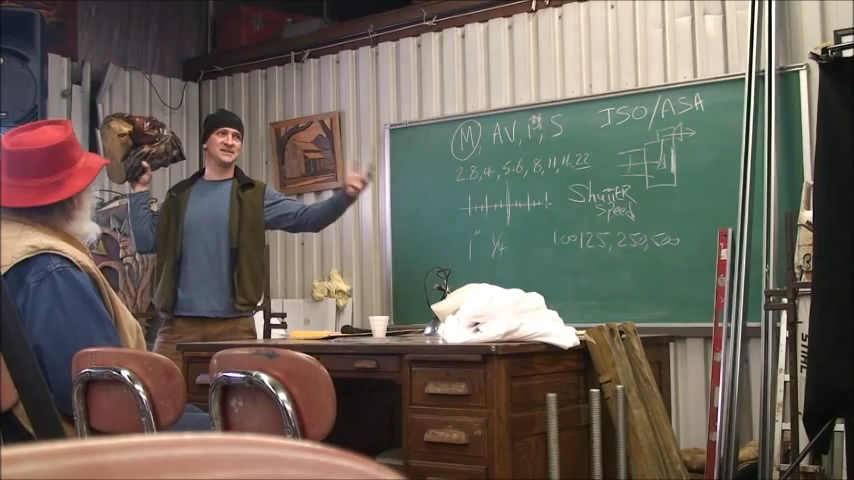 M, AV, T, S
ISO/ASA
2.8, 4, 5.6, 8, 11, 16, 22
Shutter
Speed
1" 1/4
100 125, 250, 500
STIHL